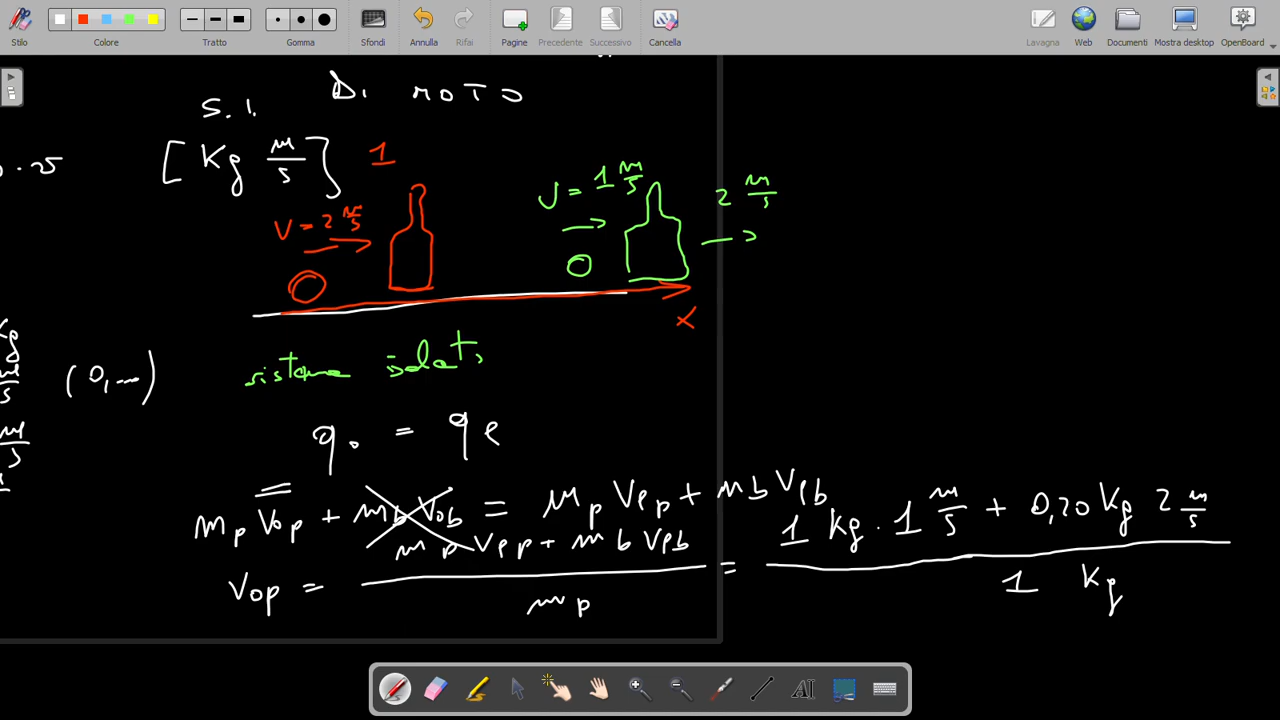 Stilo Colore Tratto Gomma Sfondi Annulla Rifai Pagine Precedente Successivo Cancella Lavagna Web Documenti Mostra desktop OpenBoard
Di MOTO
S.I.
[Kg m/s] 1
V = 2 m/s
V = 1 m/s
2 m/s
x
(0,...)
sistema isolato
q0 = qe
mp Vop + mb Vob = mp Vep + mb Veb
Vop = (mp Vep + mb Veb) / mp = (1 kg · 1 m/s + 0,20 Kg 2 m/s) / 1 Kg